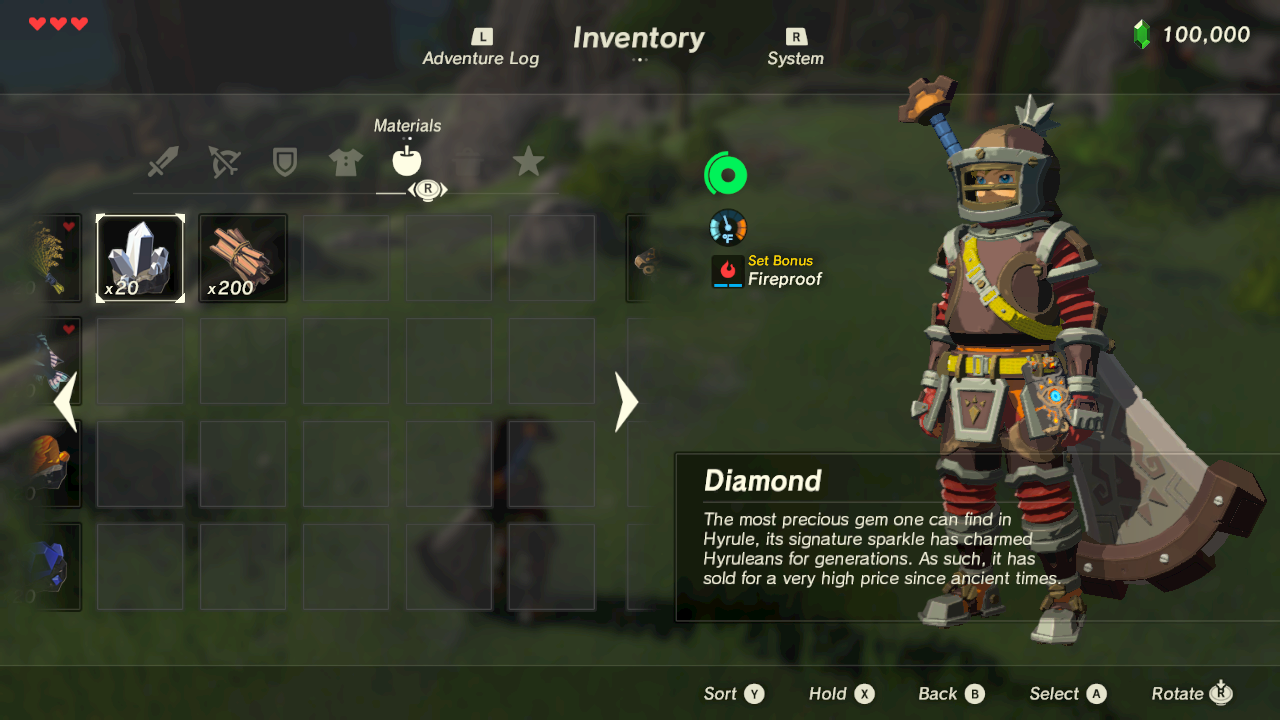 L
Adventure Log
Inventory
R
System
100,000
Materials
R
x20
x200
°F
Set Bonus
Fireproof
Diamond
The most precious gem one can find in
Hyrule, its signature sparkle has charmed
Hyruleans for generations. As such, it has
sold for a very high price since ancient times.
Sort Y
Hold X
Back B
Select A
Rotate R